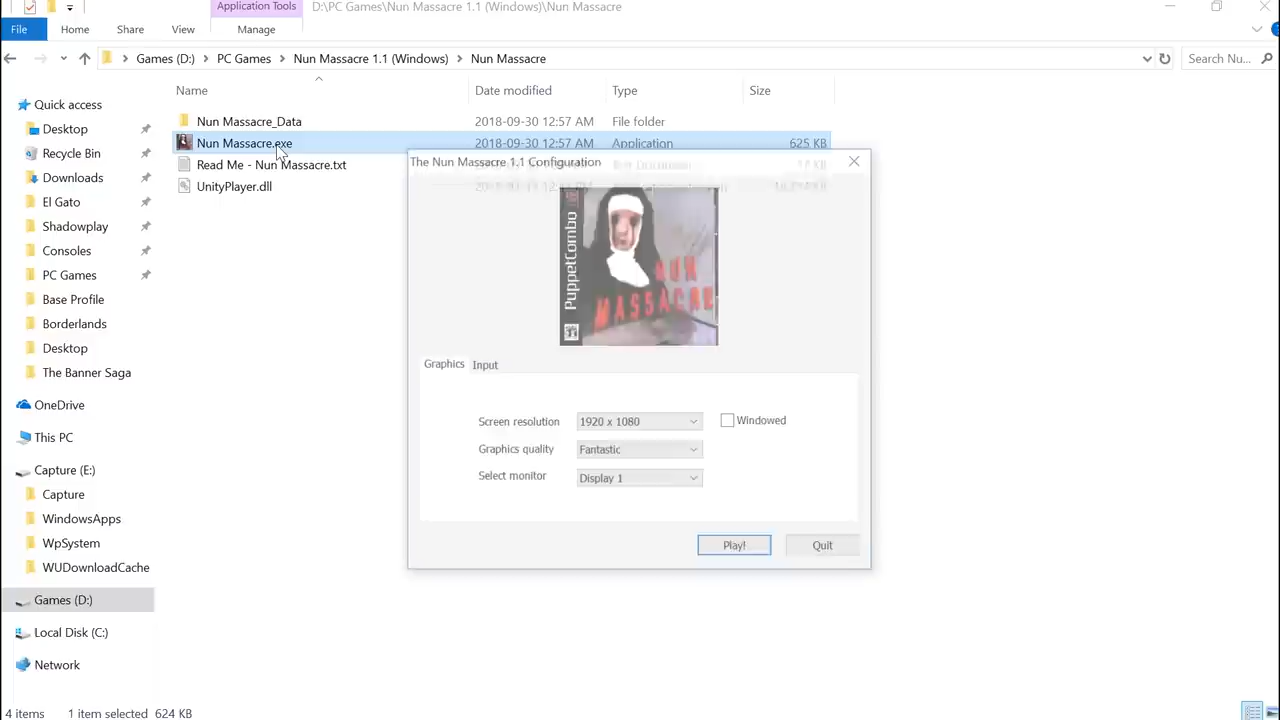 Application Tools
D:\PC Games\Nun Massacre 1.1 (Windows)\Nun Massacre
File Home Share View Manage
Games (D:) PC Games Nun Massacre 1.1 (Windows) Nun Massacre
Search Nu...
Name Date modified Type Size
Quick access
Desktop
Recycle Bin
Downloads
El Gato
Shadowplay
Consoles
PC Games
Base Profile
Borderlands
Desktop
The Banner Saga
OneDrive
This PC
Capture (E:)
Capture
WindowsApps
WpSystem
WUDownloadCache
Games (D:)
Local Disk (C:)
Network
Nun Massacre_Data 2018-09-30 12:57 AM File folder
Nun Massacre.exe 2018-09-30 12:57 AM Application 625 KB
Read Me - Nun Massacre.txt
UnityPlayer.dll
The Nun Massacre 1.1 Configuration
PuppetCombo
NUN
MASSACRE
Graphics Input
Screen resolution 1920 x 1080 Windowed
Graphics quality Fantastic
Select monitor Display 1
Play! Quit
4 items 1 item selected 624 KB